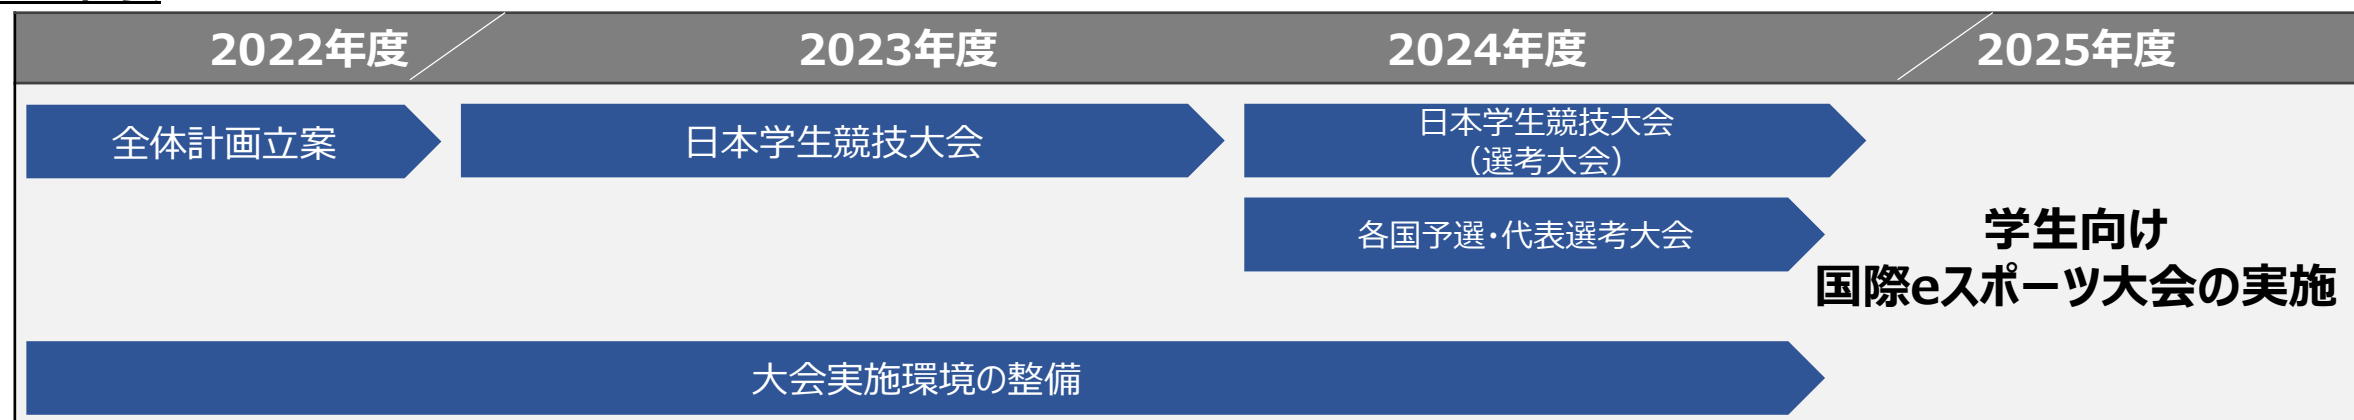 2022年度
2023年度
2024年度
2025年度
全体計画立案
日本学生競技大会
日本学生競技大会
（選考大会）
各国予選･代表選考大会
学生向け
国際eスポーツ大会の実施
大会実施環境の整備